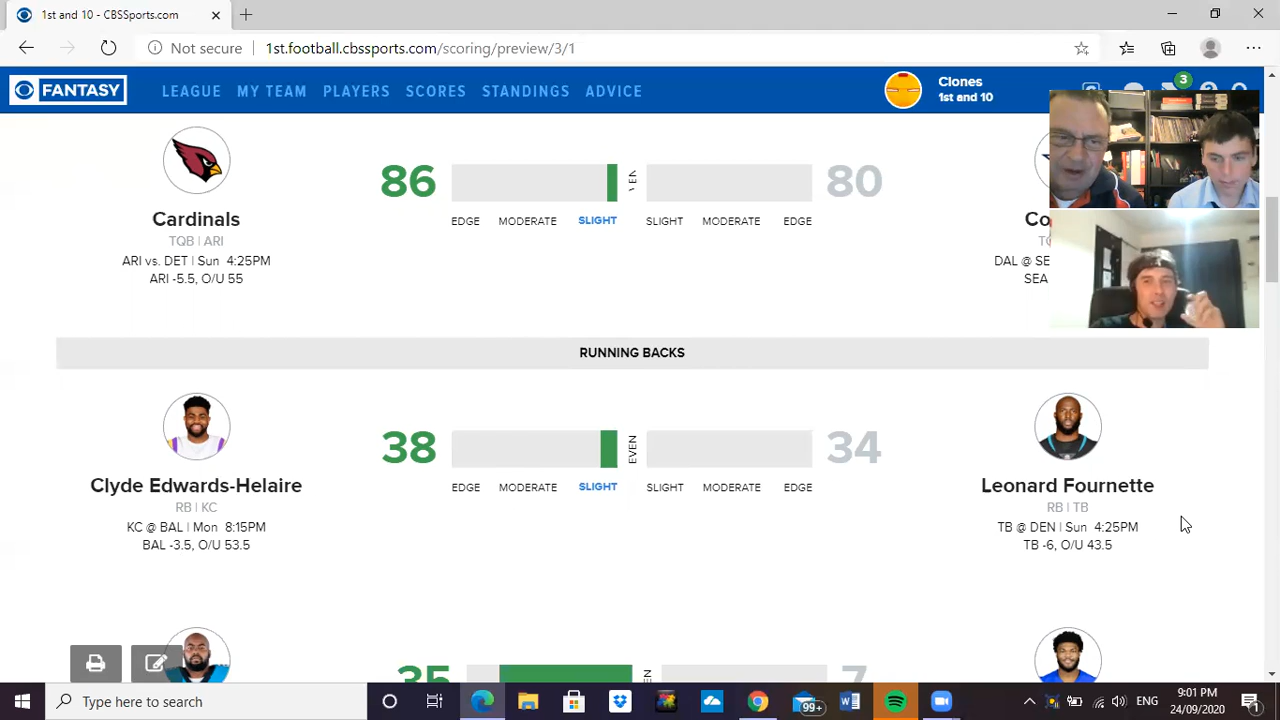 1st and 10 - CBSSports.com
Not secure 1st.football.cbssports.com/scoring/preview/3/1
FANTASY LEAGUE MY TEAM PLAYERS SCORES STANDINGS ADVICE
Clones
1st and 10
3
86 80
EDGE MODERATE SLIGHT SLIGHT MODERATE EDGE
Cardinals Co
TQB | ARI
ARI vs. DET | Sun 4:25PM DAL @ SE
ARI -5.5, O/U 55 SEA
RUNNING BACKS
38 EVEN 34
EDGE MODERATE SLIGHT SLIGHT MODERATE EDGE
Clyde Edwards-Helaire Leonard Fournette
RB | KC RB | TB
KC @ BAL | Mon 8:15PM TB @ DEN | Sun 4:25PM
BAL -3.5, O/U 53.5 TB -6, O/U 43.5
35 7
Type here to search
99+
ENG
9:01 PM
24/09/2020
1